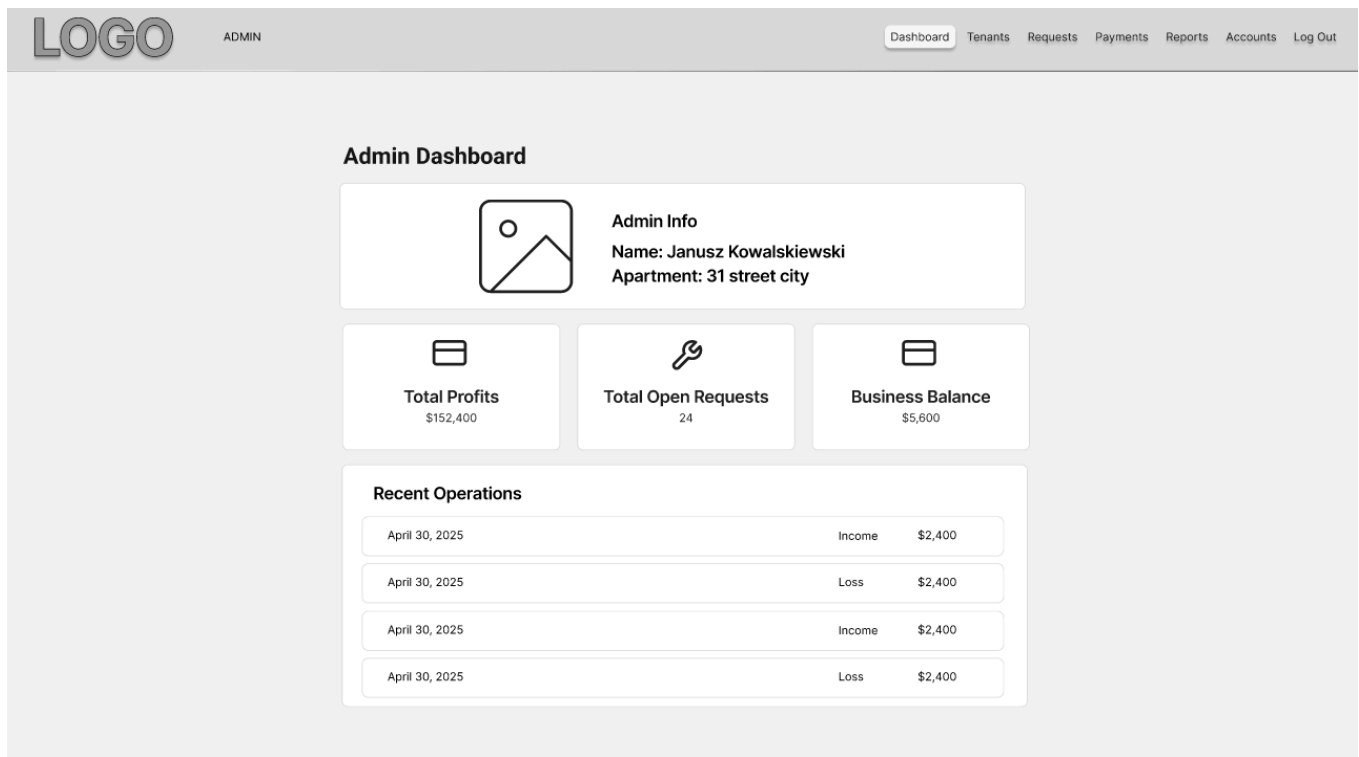 LOGO
ADMIN
Dashboard Tenants Requests Payments Reports Accounts Log Out
Admin Dashboard
Admin Info
Name: Janusz Kowalskiewski
Apartment: 31 street city
Total Profits
$152,400
Total Open Requests
24
Business Balance
$5,600
Recent Operations
April 30, 2025 Income $2,400
April 30, 2025 Loss $2,400
April 30, 2025 Income $2,400
April 30, 2025 Loss $2,400